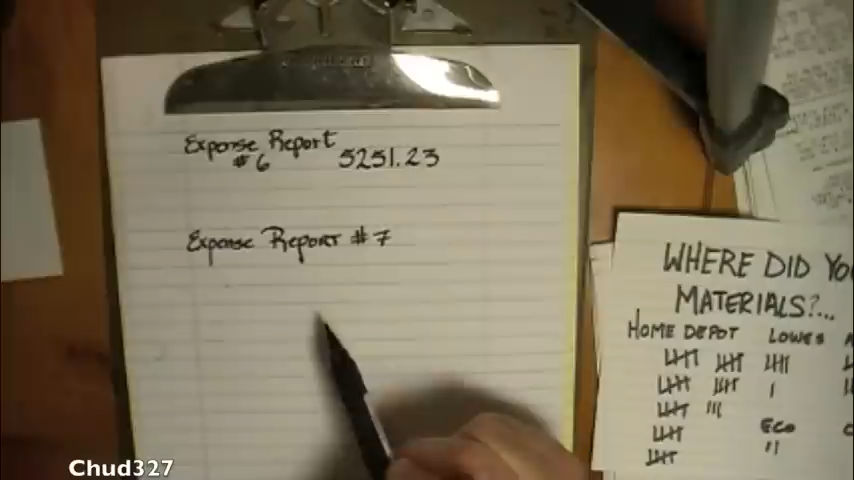 Expense Report
#6 5251.23
Expense Report #7
WHERE DID YO
MATERIALS?...
HOME DEPOT LOWES
ECO
Chud327